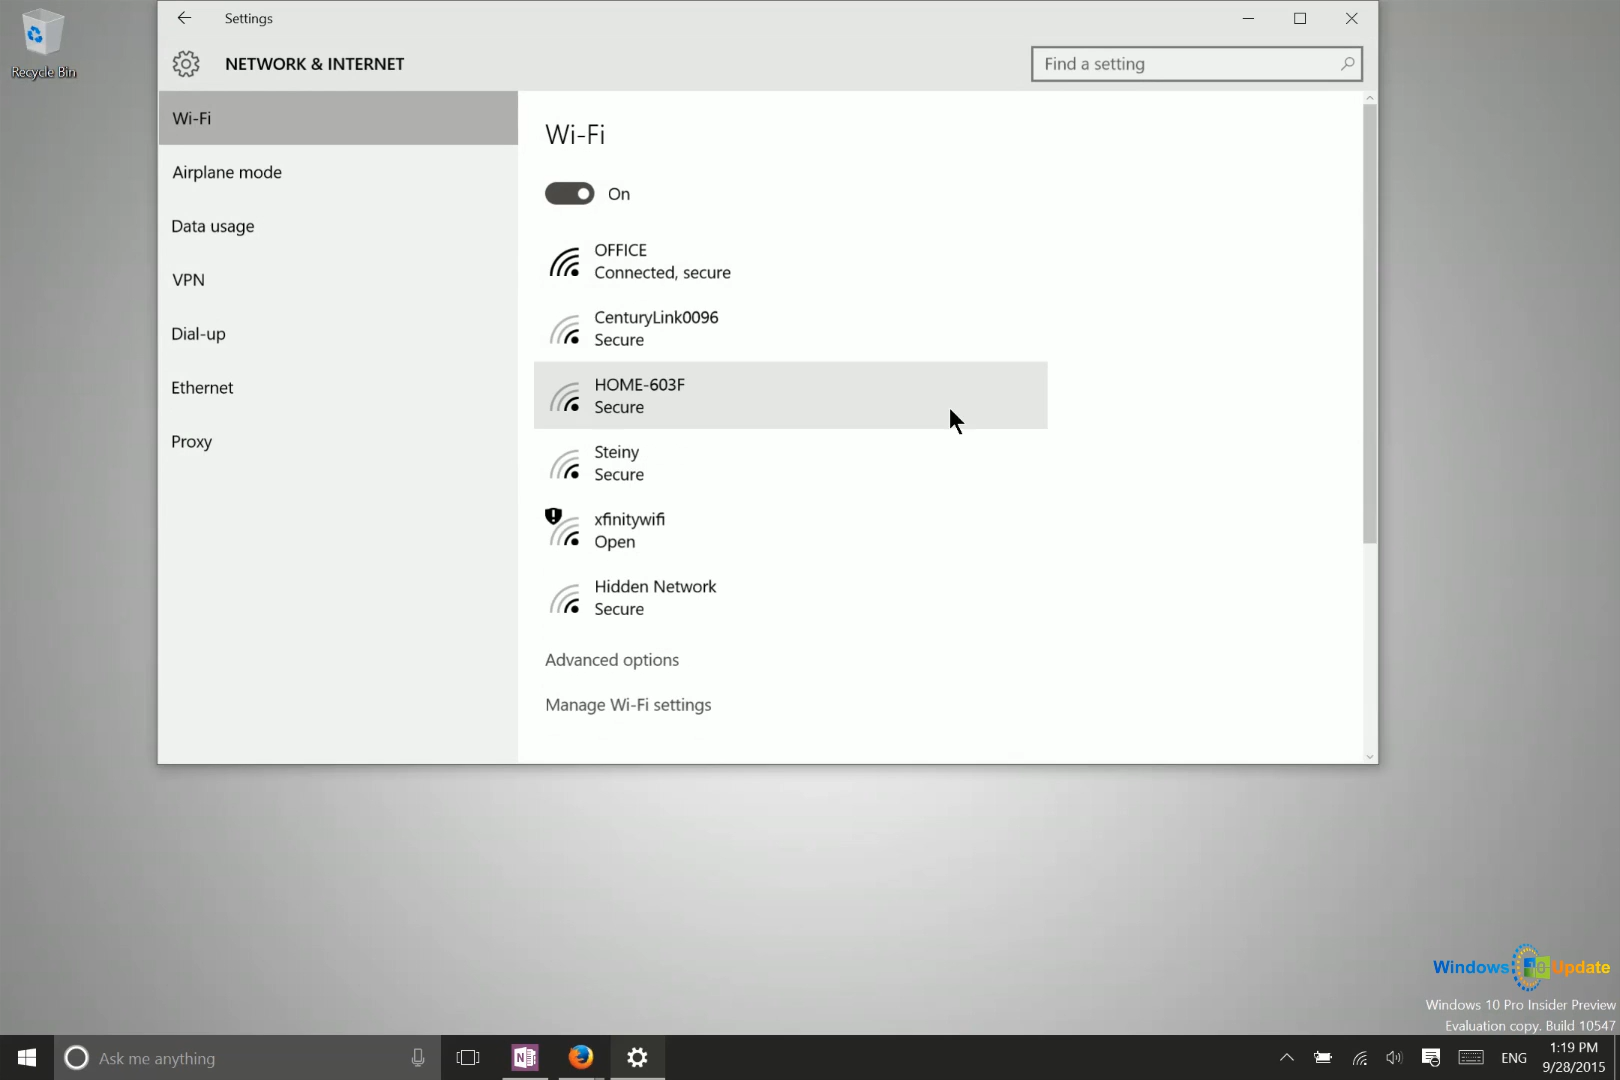 Recycle Bin
Settings
NETWORK & INTERNET
Find a setting
Wi-Fi
Airplane mode
Data usage
VPN
Dial-up
Ethernet
Proxy
Wi-Fi
On
OFFICE
Connected, secure
CenturyLink0096
Secure
HOME-603F
Secure
Steiny
Secure
xfinitywifi
Open
Hidden Network
Secure
Advanced options
Manage Wi-Fi settings
Windows 10 Update
Windows 10 Pro Insider Preview
Evaluation copy. Build 10547
Ask me anything
N
ENG
1:19 PM
9/28/2015